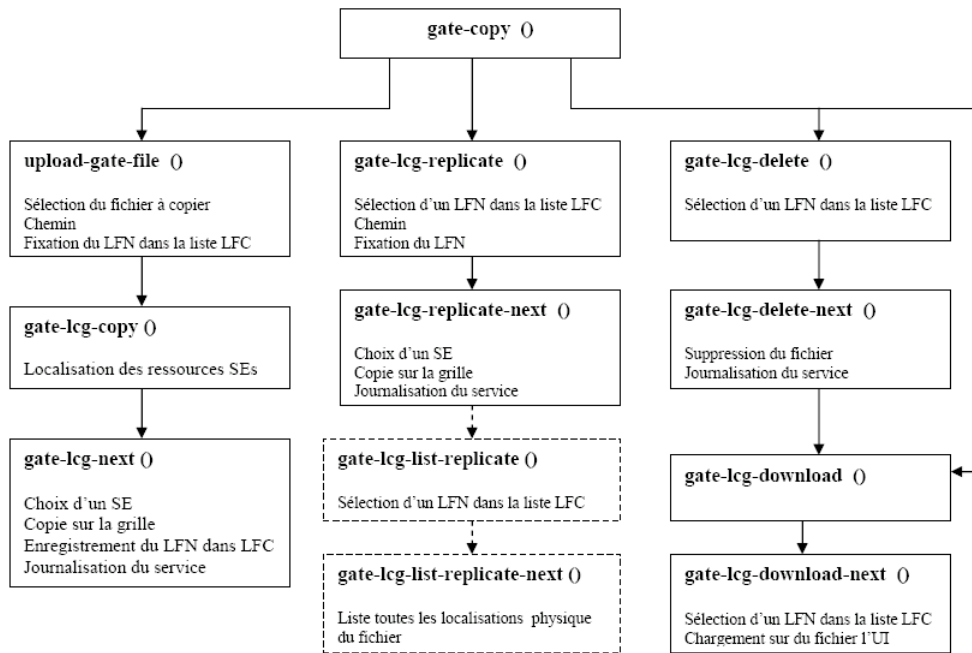 gate-copy ()
upload-gate-file ()
Sélection du fichier à copier
Chemin
Fixation du LFN dans la liste LFC
gate-lcg-copy ()
Localisation des ressources SEs
gate-lcg-next ()
Choix d'un SE
Copie sur la grille
Enregistrement du LFN dans LFC
Journalisation du service
gate-lcg-replicate ()
Sélection d'un LFN dans la liste LFC
Chemin
Fixation du LFN
gate-lcg-replicate-next ()
Choix d'un SE
Copie sur la grille
Journalisation du service
gate-lcg-list-replicate ()
Sélection d'un LFN dans la liste LFC
gate-lcg-list-replicate-next ()
Liste toutes les localisations physique
du fichier
gate-lcg-delete ()
Sélection d'un LFN dans la liste LFC
gate-lcg-delete-next ()
Suppression du fichier
Journalisation du service
gate-lcg-download ()
gate-lcg-download-next ()
Sélection d'un LFN dans la liste LFC
Chargement sur du fichier l'UI